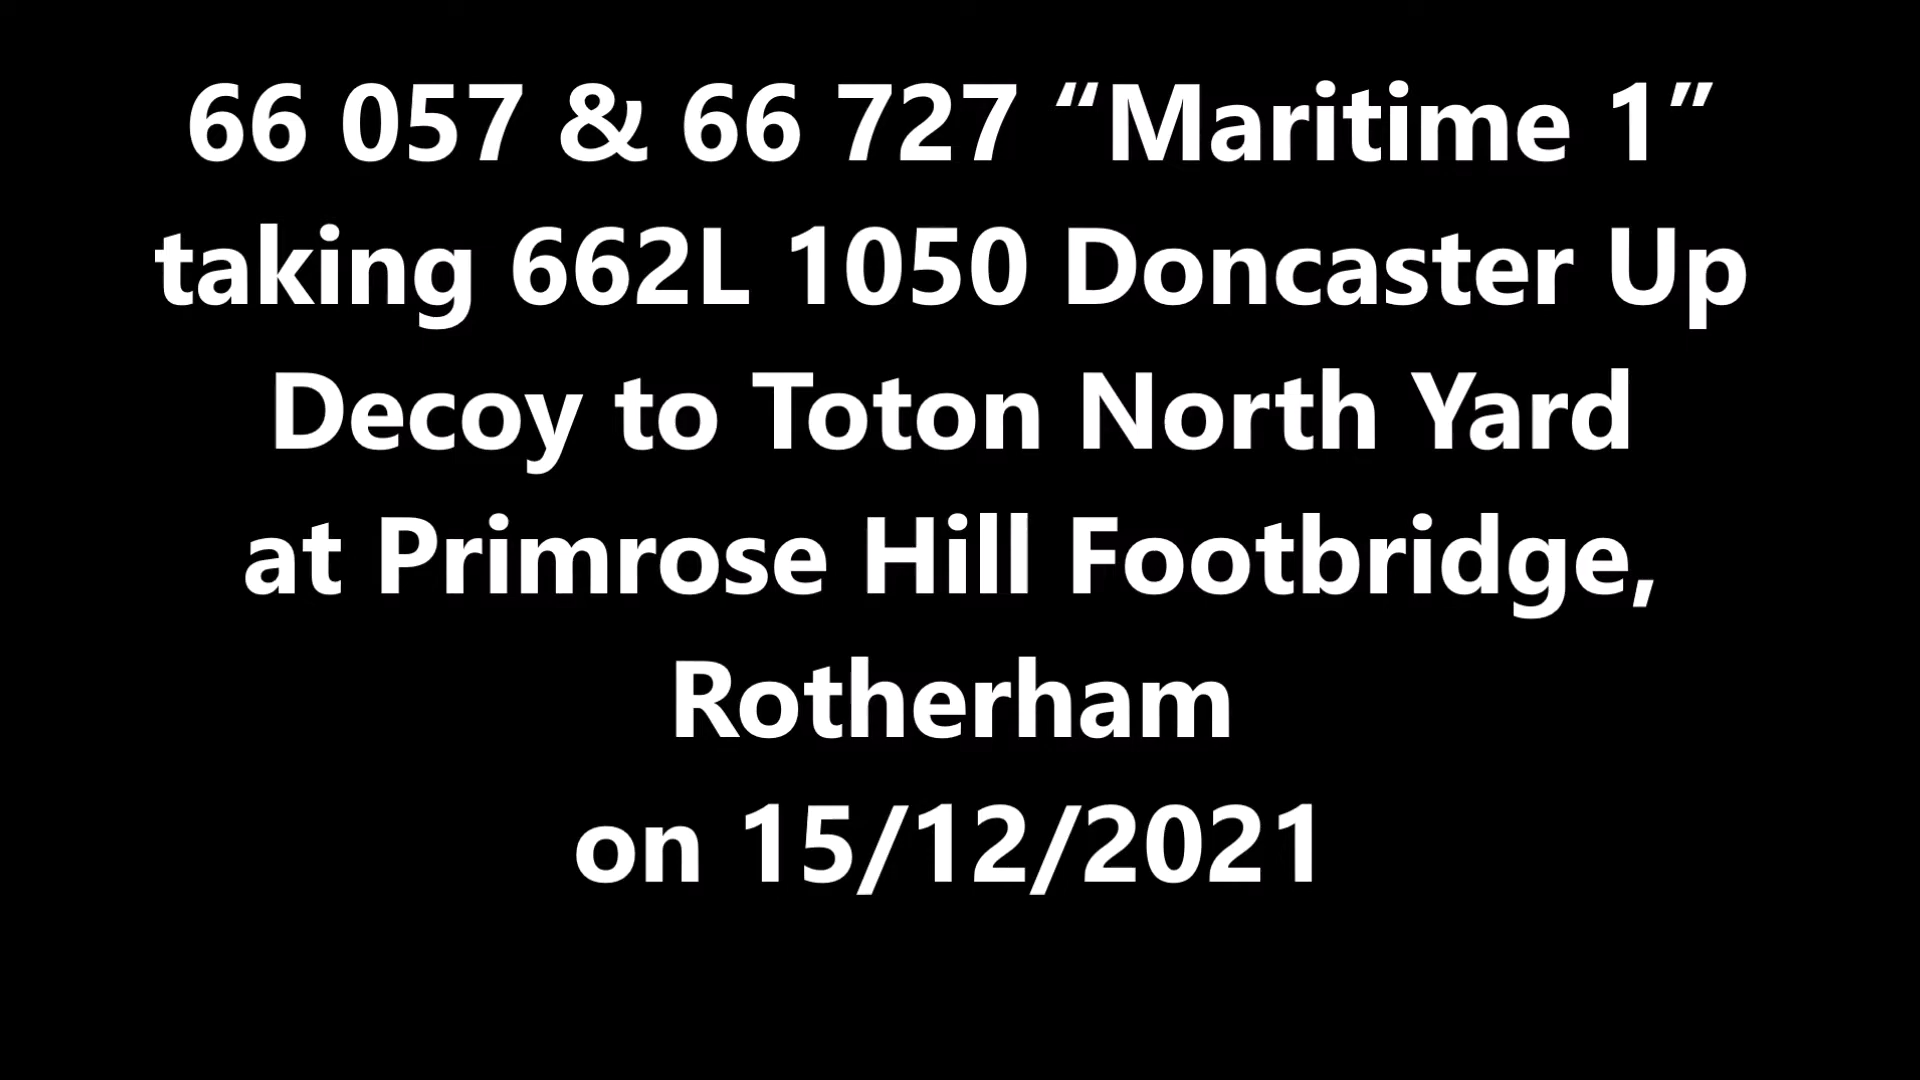 66 057 & 66 727 “Maritime 1”
taking 662L 1050 Doncaster Up
Decoy to Toton North Yard
at Primrose Hill Footbridge,
Rotherham
on 15/12/2021